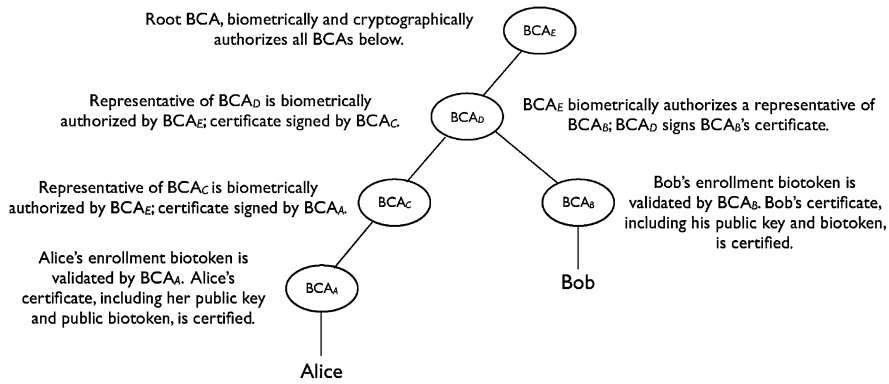 Root BCA, biometrically and cryptographically
authorizes all BCAs below.
BCAE
Representative of BCAD is biometrically
authorized by BCAE; certificate signed by BCAC.
BCAD
BCAE biometrically authorizes a representative of
BCAB; BCAD signs BCAB's certificate.
Representative of BCAC is biometrically
authorized by BCAE; certificate signed by BCAA.
BCAC
BCAB
Bob's enrollment biotoken is
validated by BCAB. Bob's certificate,
including his public key and biotoken,
is certified.
Alice's enrollment biotoken is
validated by BCAA. Alice's
certificate, including her public key
and public biotoken, is certified.
BCAA
Bob
Alice